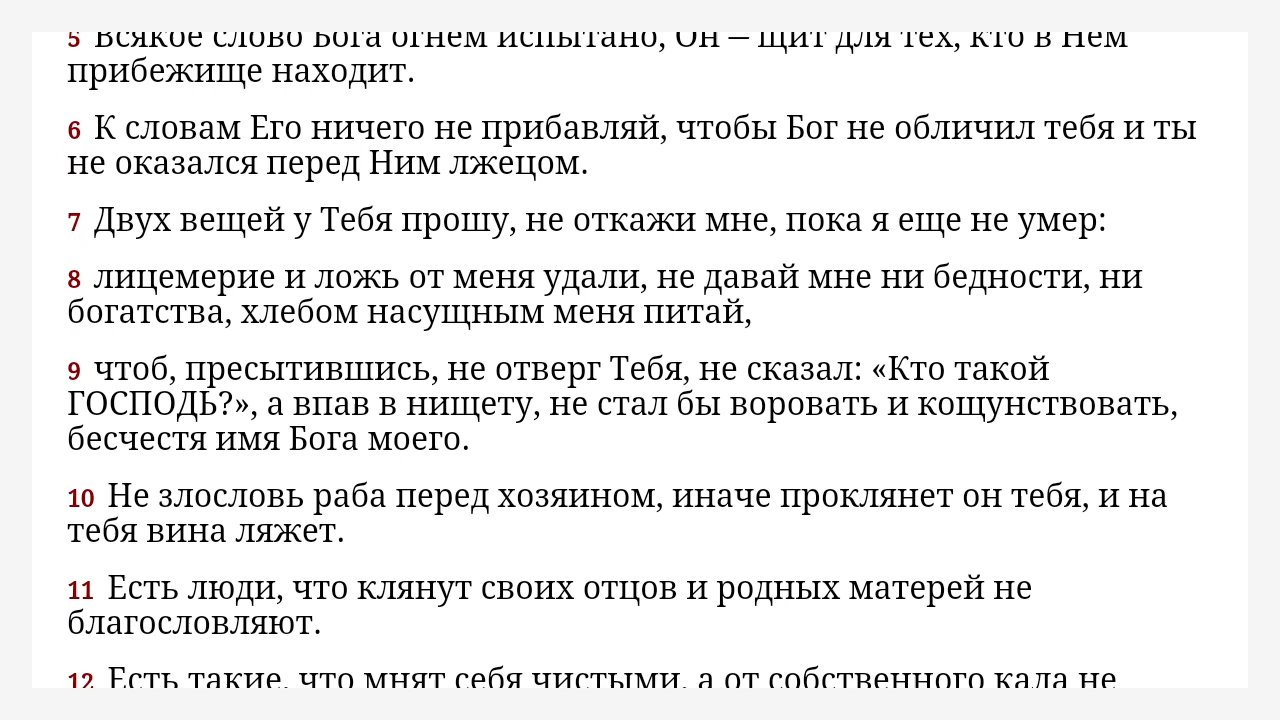 5 Всякое слово Бога огнем испытано, Он – щит для тех, кто в Нем
прибежище находит.
6 К словам Его ничего не прибавляй, чтобы Бог не обличил тебя и ты
не оказался перед Ним лжецом.
7 Двух вещей у Тебя прошу, не откажи мне, пока я еще не умер:
8 лицемерие и ложь от меня удали, не давай мне ни бедности, ни
богатства, хлебом насущным меня питай,
9 чтоб, пресытившись, не отверг Тебя, не сказал: «Кто такой
ГОСПОДЬ?», а впав в нищету, не стал бы воровать и кощунствовать,
бесчестя имя Бога моего.
10 Не злословь раба перед хозяином, иначе проклянет он тебя, и на
тебя вина ляжет.
11 Есть люди, что клянут своих отцов и родных матерей не
благословляют.
12 Есть такие, что мнят себя чистыми, а от собственного кала не